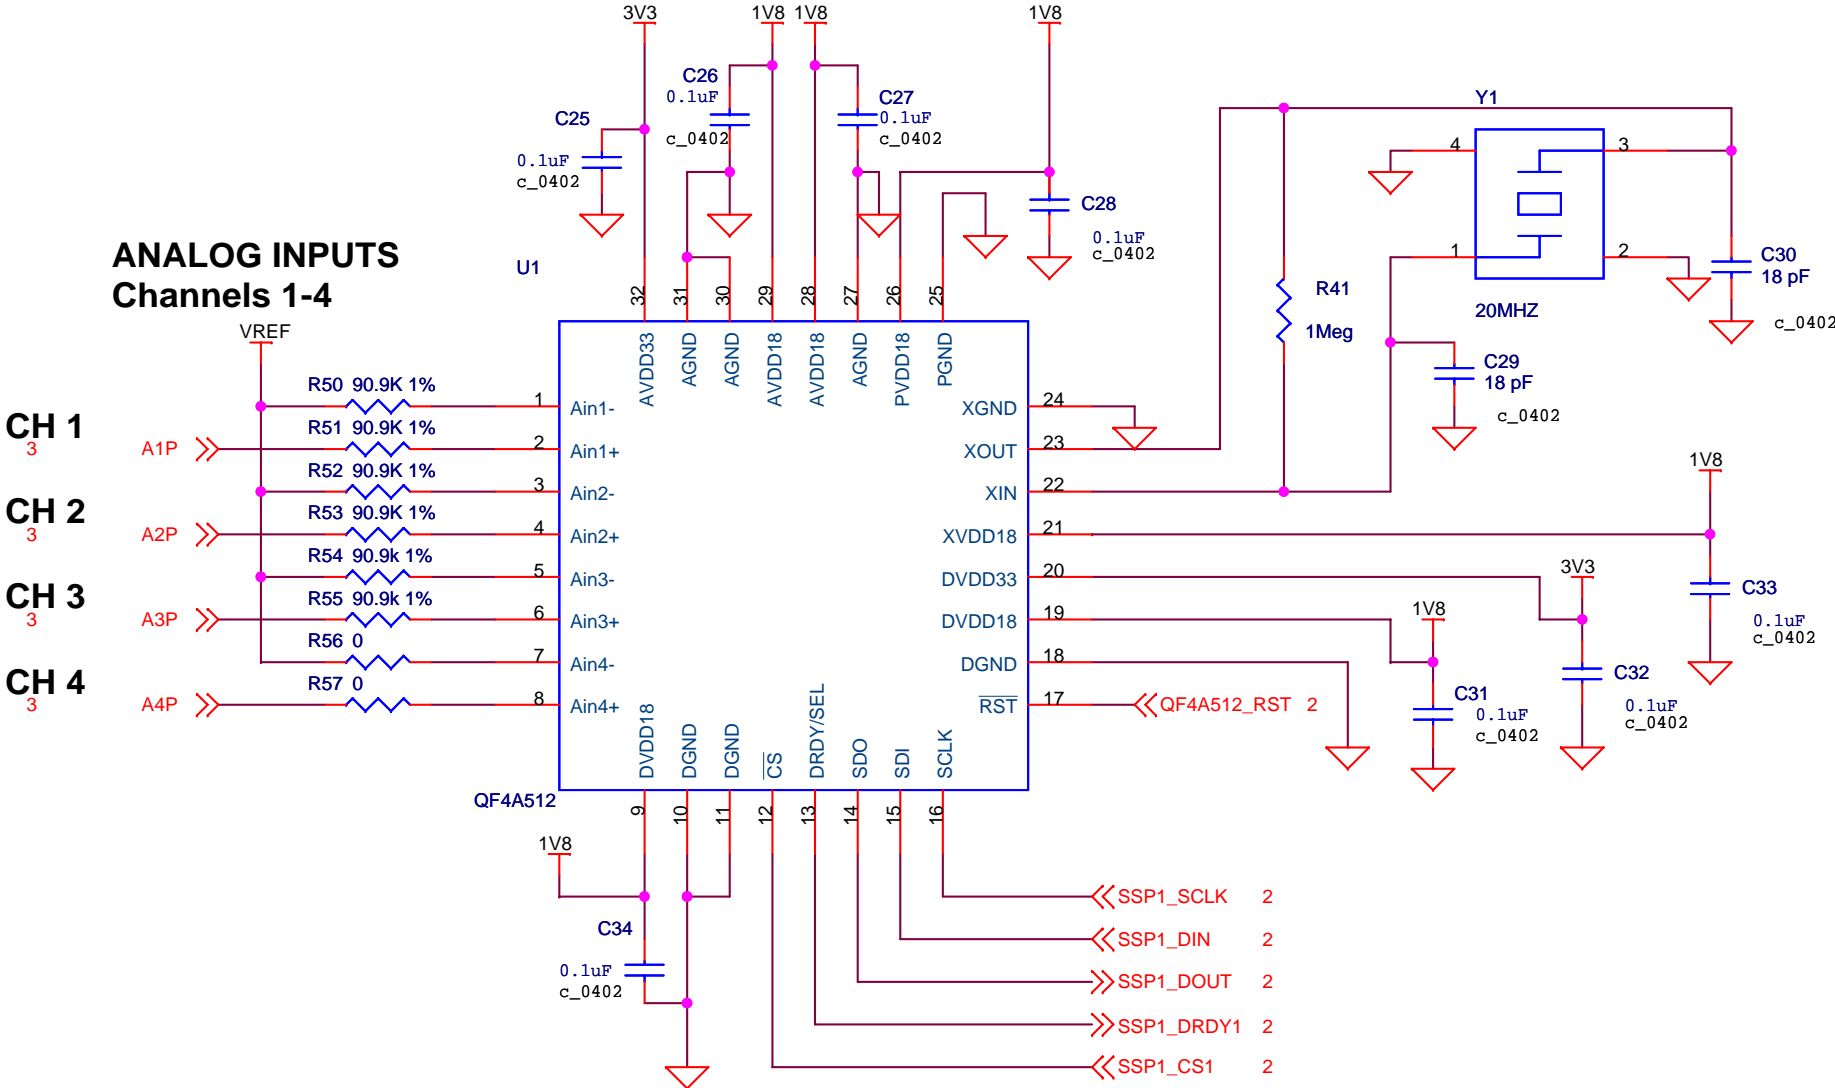 3V3
1V8 1V8
1V8
C26
0.1uF
c_0402
C27
0.1uF
c_0402
C25
0.1uF
c_0402
C28
0.1uF
c_0402
Y1
4
3
1
2
20MHZ
C30
18 pF
c_0402
R41
1Meg
C29
18 pF
c_0402
ANALOG INPUTS
Channels 1-4
VREF
U1
32 31 30 29 28 27 26 25
AVDD33 AGND AGND AVDD18 AVDD18 AGND PVDD18 PGND
R50 90.9K 1%
1 Ain1-
CH 1
3 A1P
R51 90.9K 1%
2 Ain1+
R52 90.9K 1%
3 Ain2-
CH 2
3 A2P
R53 90.9K 1%
4 Ain2+
R54 90.9k 1%
5 Ain3-
CH 3
3 A3P
R55 90.9k 1%
6 Ain3+
R56 0
7 Ain4-
CH 4
3 A4P
R57 0
8 Ain4+
XGND 24
XOUT 23
XIN 22
XVDD18 21
DVDD33 20
DVDD18 19
DGND 18
RST 17
QF4A512_RST 2
1V8
C33
0.1uF
c_0402
3V3
C32
0.1uF
c_0402
1V8
C31
0.1uF
c_0402
DVDD18 DGND DGND CS DRDY/SEL SDO SDI SCLK
QF4A512
9 10 11 12 13 14 15 16
1V8
C34
0.1uF
c_0402
SSP1_SCLK 2
SSP1_DIN 2
SSP1_DOUT 2
SSP1_DRDY1 2
SSP1_CS1 2